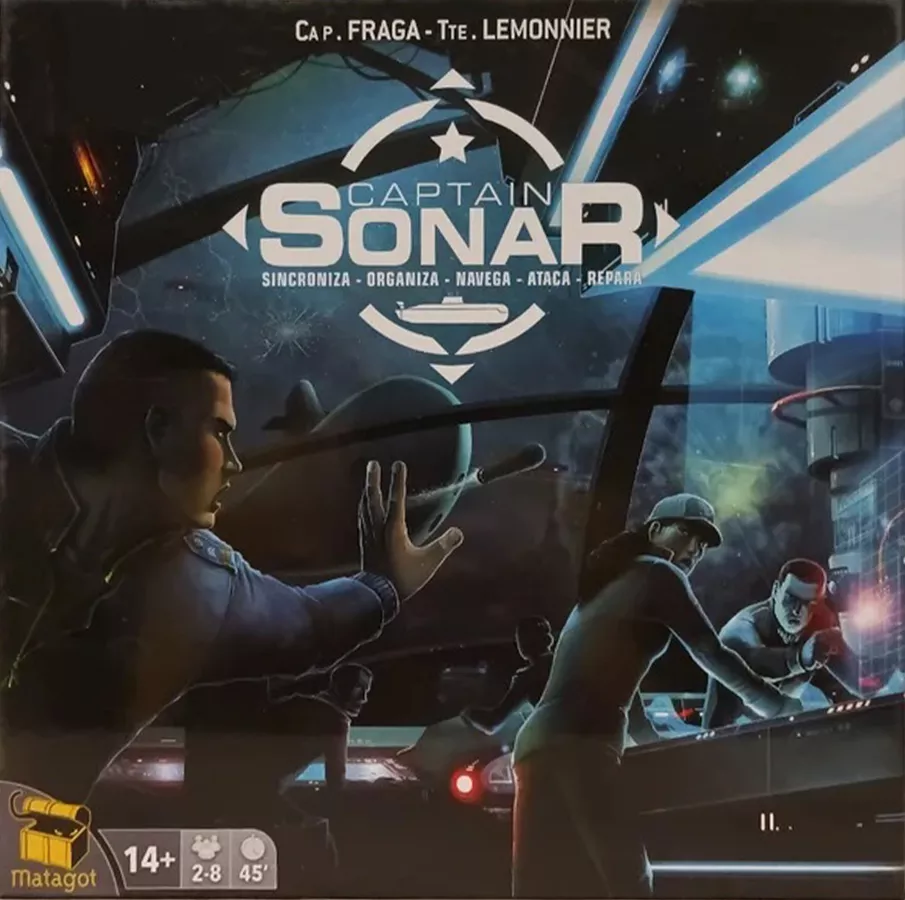 CAP. FRAGA - TTE. LEMONNIER
CAPTAIN
SONAR
SINCRONIZA - ORGANIZA - NAVEGA - ATACA - REPARA
matagot
14+
2-8
45'